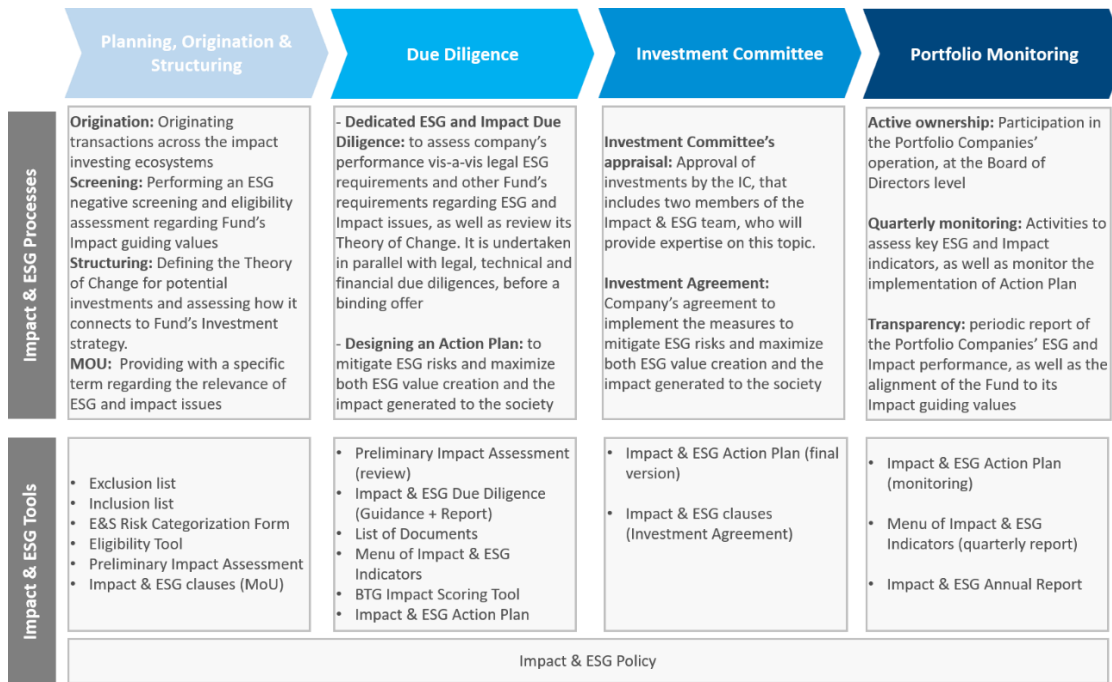 Planning, Origination &
Structuring
Due Diligence
Investment Committee
Portfolio Monitoring
Impact & ESG Processes
Origination: Originating
transactions across the impact
investing ecosystems
Screening: Performing an ESG
negative screening and eligibility
assessment regarding Fund's
Impact guiding values
Structuring: Defining the Theory
of Change for potential
investments and assessing how it
connects to Fund's Investment
strategy.
MOU: Providing with a specific
term regarding the relevance of
ESG and impact issues
- Dedicated ESG and Impact Due
Diligence: to assess company's
performance vis-a-vis legal ESG
requirements and other Fund's
requirements regarding ESG and
Impact issues, as well as review its
Theory of Change. It is undertaken
in parallel with legal, technical and
financial due diligences, before a
binding offer
- Designing an Action Plan: to
mitigate ESG risks and maximize
both ESG value creation and the
impact generated to the society
Investment Committee's
appraisal: Approval of
investments by the IC, that
includes two members of the
Impact & ESG team, who will
provide expertise on this topic.
Investment Agreement:
Company's agreement to
implement the measures to
mitigate ESG risks and maximize
both ESG value creation and the
impact generated to the society
Active ownership: Participation in
the Portfolio Companies'
operation, at the Board of
Directors level
Quarterly monitoring: Activities to
assess key ESG and Impact
indicators, as well as monitor the
implementation of Action Plan
Transparency: periodic report of
the Portfolio Companies' ESG and
Impact performance, as well as the
alignment of the Fund to its
Impact guiding values
Impact & ESG Tools
• Exclusion list
• Inclusion list
• E&S Risk Categorization Form
• Eligibility Tool
• Preliminary Impact Assessment
• Impact & ESG clauses (MoU)
• Preliminary Impact Assessment
(review)
• Impact & ESG Due Diligence
(Guidance + Report)
• List of Documents
• Menu of Impact & ESG
Indicators
• BTG Impact Scoring Tool
• Impact & ESG Action Plan
• Impact & ESG Action Plan (final
version)
• Impact & ESG clauses
(Investment Agreement)
• Impact & ESG Action Plan
(monitoring)
• Menu of Impact & ESG
Indicators (quarterly report)
• Impact & ESG Annual Report
Impact & ESG Policy